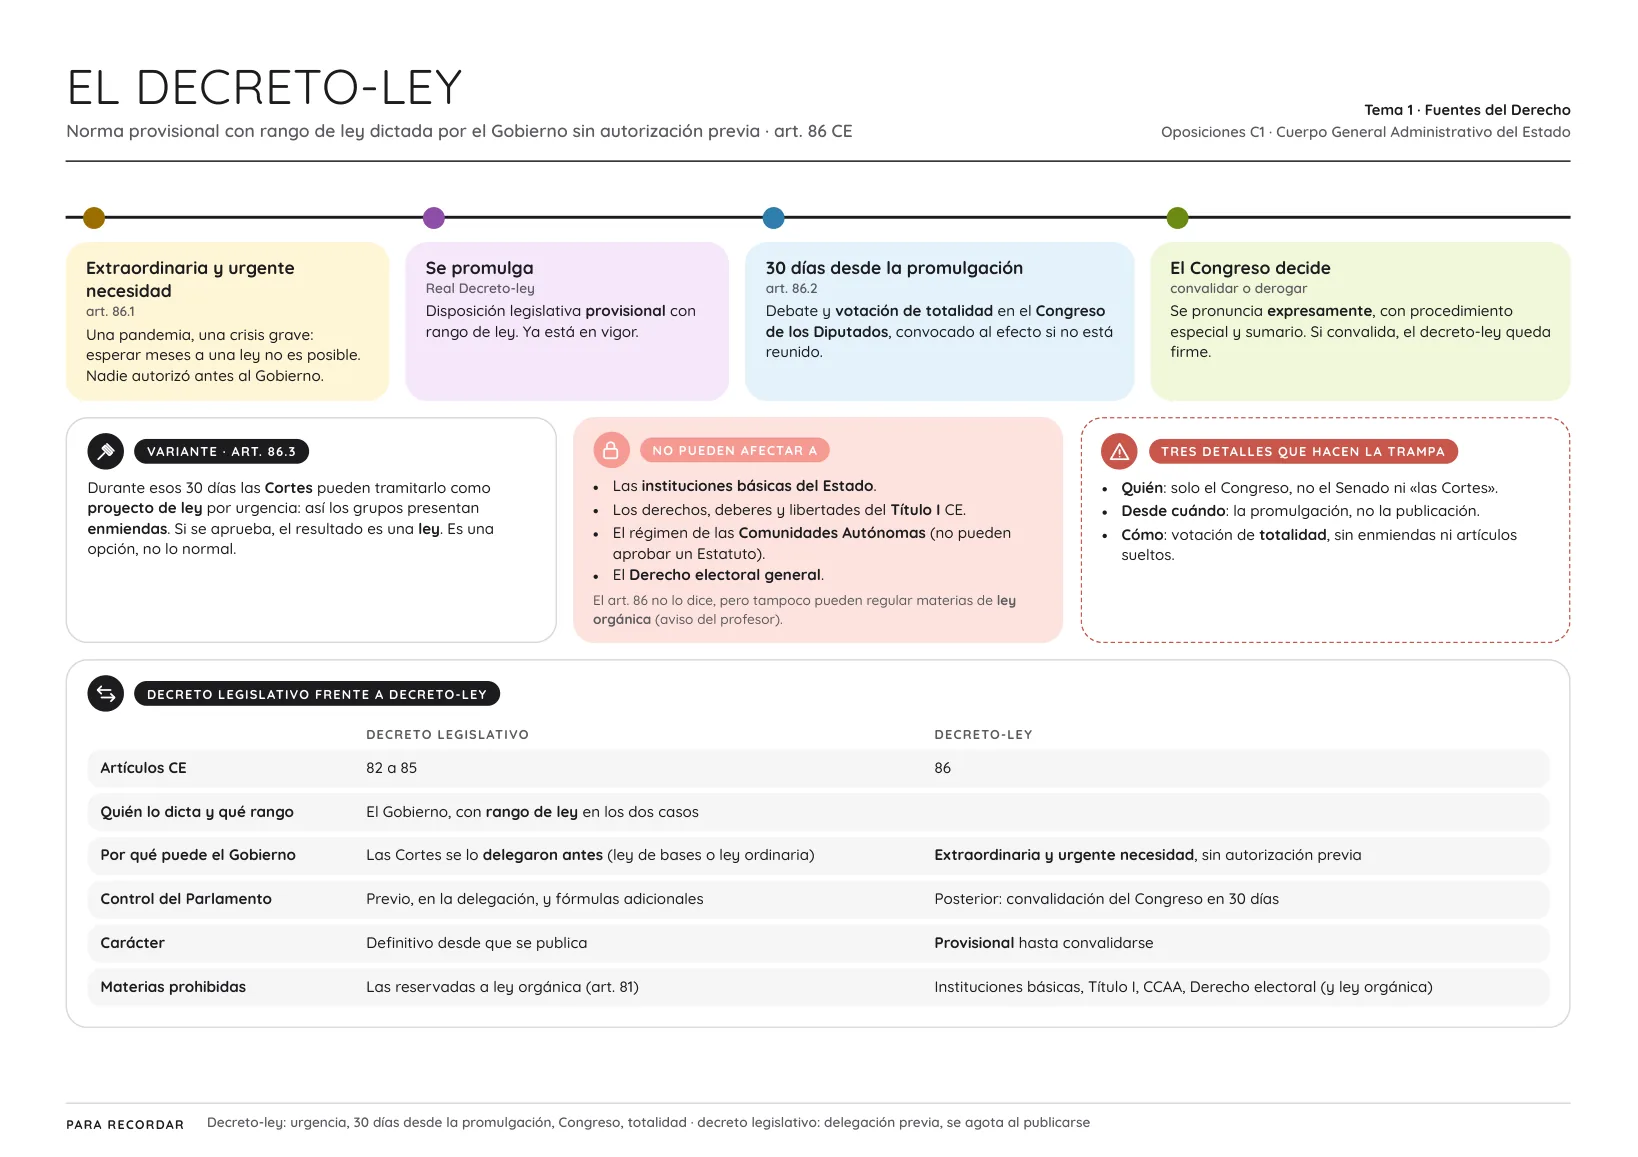 EL DECRETO-LEY
Norma provisional con rango de ley dictada por el Gobierno sin autorización previa · art. 86 CE
Tema 1 · Fuentes del Derecho
Oposiciones C1 · Cuerpo General Administrativo del Estado
Extraordinaria y urgente
necesidad
art. 86.1
Una pandemia, una crisis grave:
esperar meses a una ley no es posible.
Nadie autorizó antes al Gobierno.
Se promulga
Real Decreto-ley
Disposición legislativa provisional con
rango de ley. Ya está en vigor.
30 días desde la promulgación
art. 86.2
Debate y votación de totalidad en el Congreso
de los Diputados, convocado al efecto si no está
reunido.
El Congreso decide
convalidar o derogar
Se pronuncia expresamente, con procedimiento
especial y sumario. Si convalida, el decreto-ley queda
firme.
VARIANTE · ART. 86.3
Durante esos 30 días las Cortes pueden tramitarlo como
proyecto de ley por urgencia: así los grupos presentan
enmiendas. Si se aprueba, el resultado es una ley. Es una
opción, no lo normal.
NO PUEDEN AFECTAR A
• Las instituciones básicas del Estado.
• Los derechos, deberes y libertades del Título I CE.
• El régimen de las Comunidades Autónomas (no pueden
aprobar un Estatuto).
• El Derecho electoral general.
El art. 86 no lo dice, pero tampoco pueden regular materias de ley
orgánica (aviso del profesor).
TRES DETALLES QUE HACEN LA TRAMPA
• Quién: solo el Congreso, no el Senado ni «las Cortes».
• Desde cuándo: la promulgación, no la publicación.
• Cómo: votación de totalidad, sin enmiendas ni artículos
sueltos.
DECRETO LEGISLATIVO FRENTE A DECRETO-LEY
DECRETO LEGISLATIVO DECRETO-LEY
Artículos CE 82 a 85 86
Quién lo dicta y qué rango El Gobierno, con rango de ley en los dos casos
Por qué puede el Gobierno Las Cortes se lo delegaron antes (ley de bases o ley ordinaria) Extraordinaria y urgente necesidad, sin autorización previa
Control del Parlamento Previo, en la delegación, y fórmulas adicionales Posterior: convalidación del Congreso en 30 días
Carácter Definitivo desde que se publica Provisional hasta convalidarse
Materias prohibidas Las reservadas a ley orgánica (art. 81) Instituciones básicas, Título I, CCAA, Derecho electoral (y ley orgánica)
PARA RECORDAR Decreto-ley: urgencia, 30 días desde la promulgación, Congreso, totalidad · decreto legislativo: delegación previa, se agota al publicarse